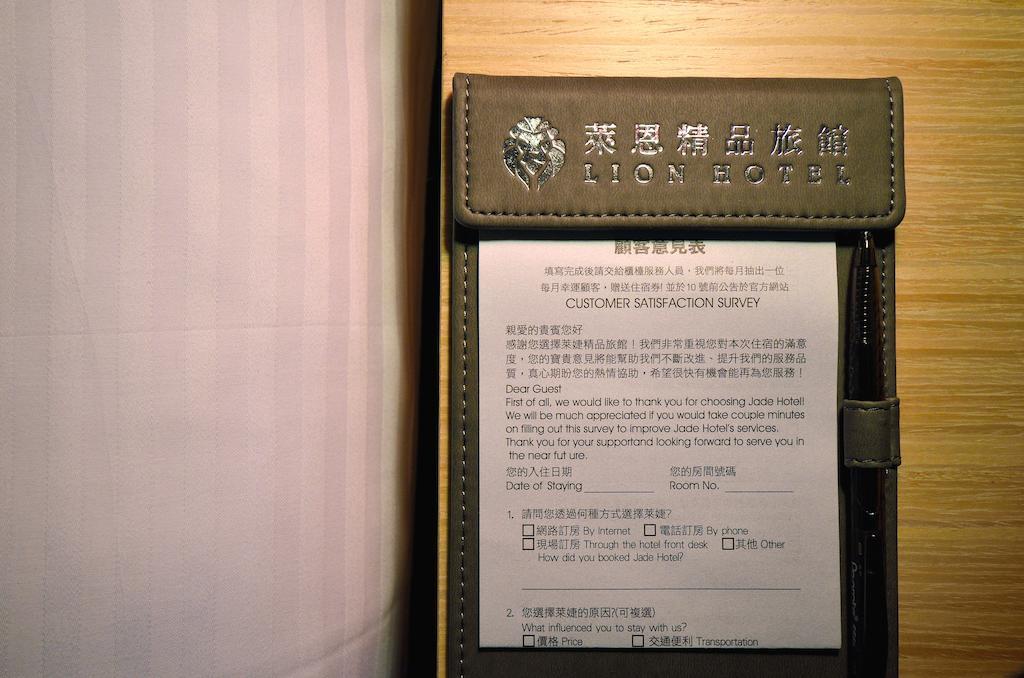 萊恩精品旅館
LION HOTEL
顧客意見表
填寫完成後請交給櫃檯服務人員，我們將每月抽出一位
每月幸運顧客，贈送住宿券! 並於10 號前公告於官方網站
CUSTOMER SATISFACTION SURVEY
親愛的貴賓您好
感謝您選擇萊婕精品旅館！我們非常重視您對本次住宿的滿意
度，您的寶貴意見將能幫助我們不斷改進、提升我們的服務品
質，真心期盼您的熱情協助，希望很快有機會能再為您服務！
Dear Guest
First of all, we would like to thank you for choosing Jade Hotel!
We will be much appreciated if you would take couple minutes
on filling out this survey to improve Jade Hotel's services.
Thank you for your supportand looking forward to serve you in
the near fut ure.
您的入住日期 您的房間號碼
Date of Staying Room No.
1. 請問您透過何種方式選擇萊婕?
網路訂房 By Internet 電話訂房 By phone
現場訂房 Through the hotel front desk 其他 Other
How did you booked Jade Hotel?
2. 您選擇萊婕的原因?(可複選)
What influenced you to stay with us?
價格 Price 交通便利 Transportation